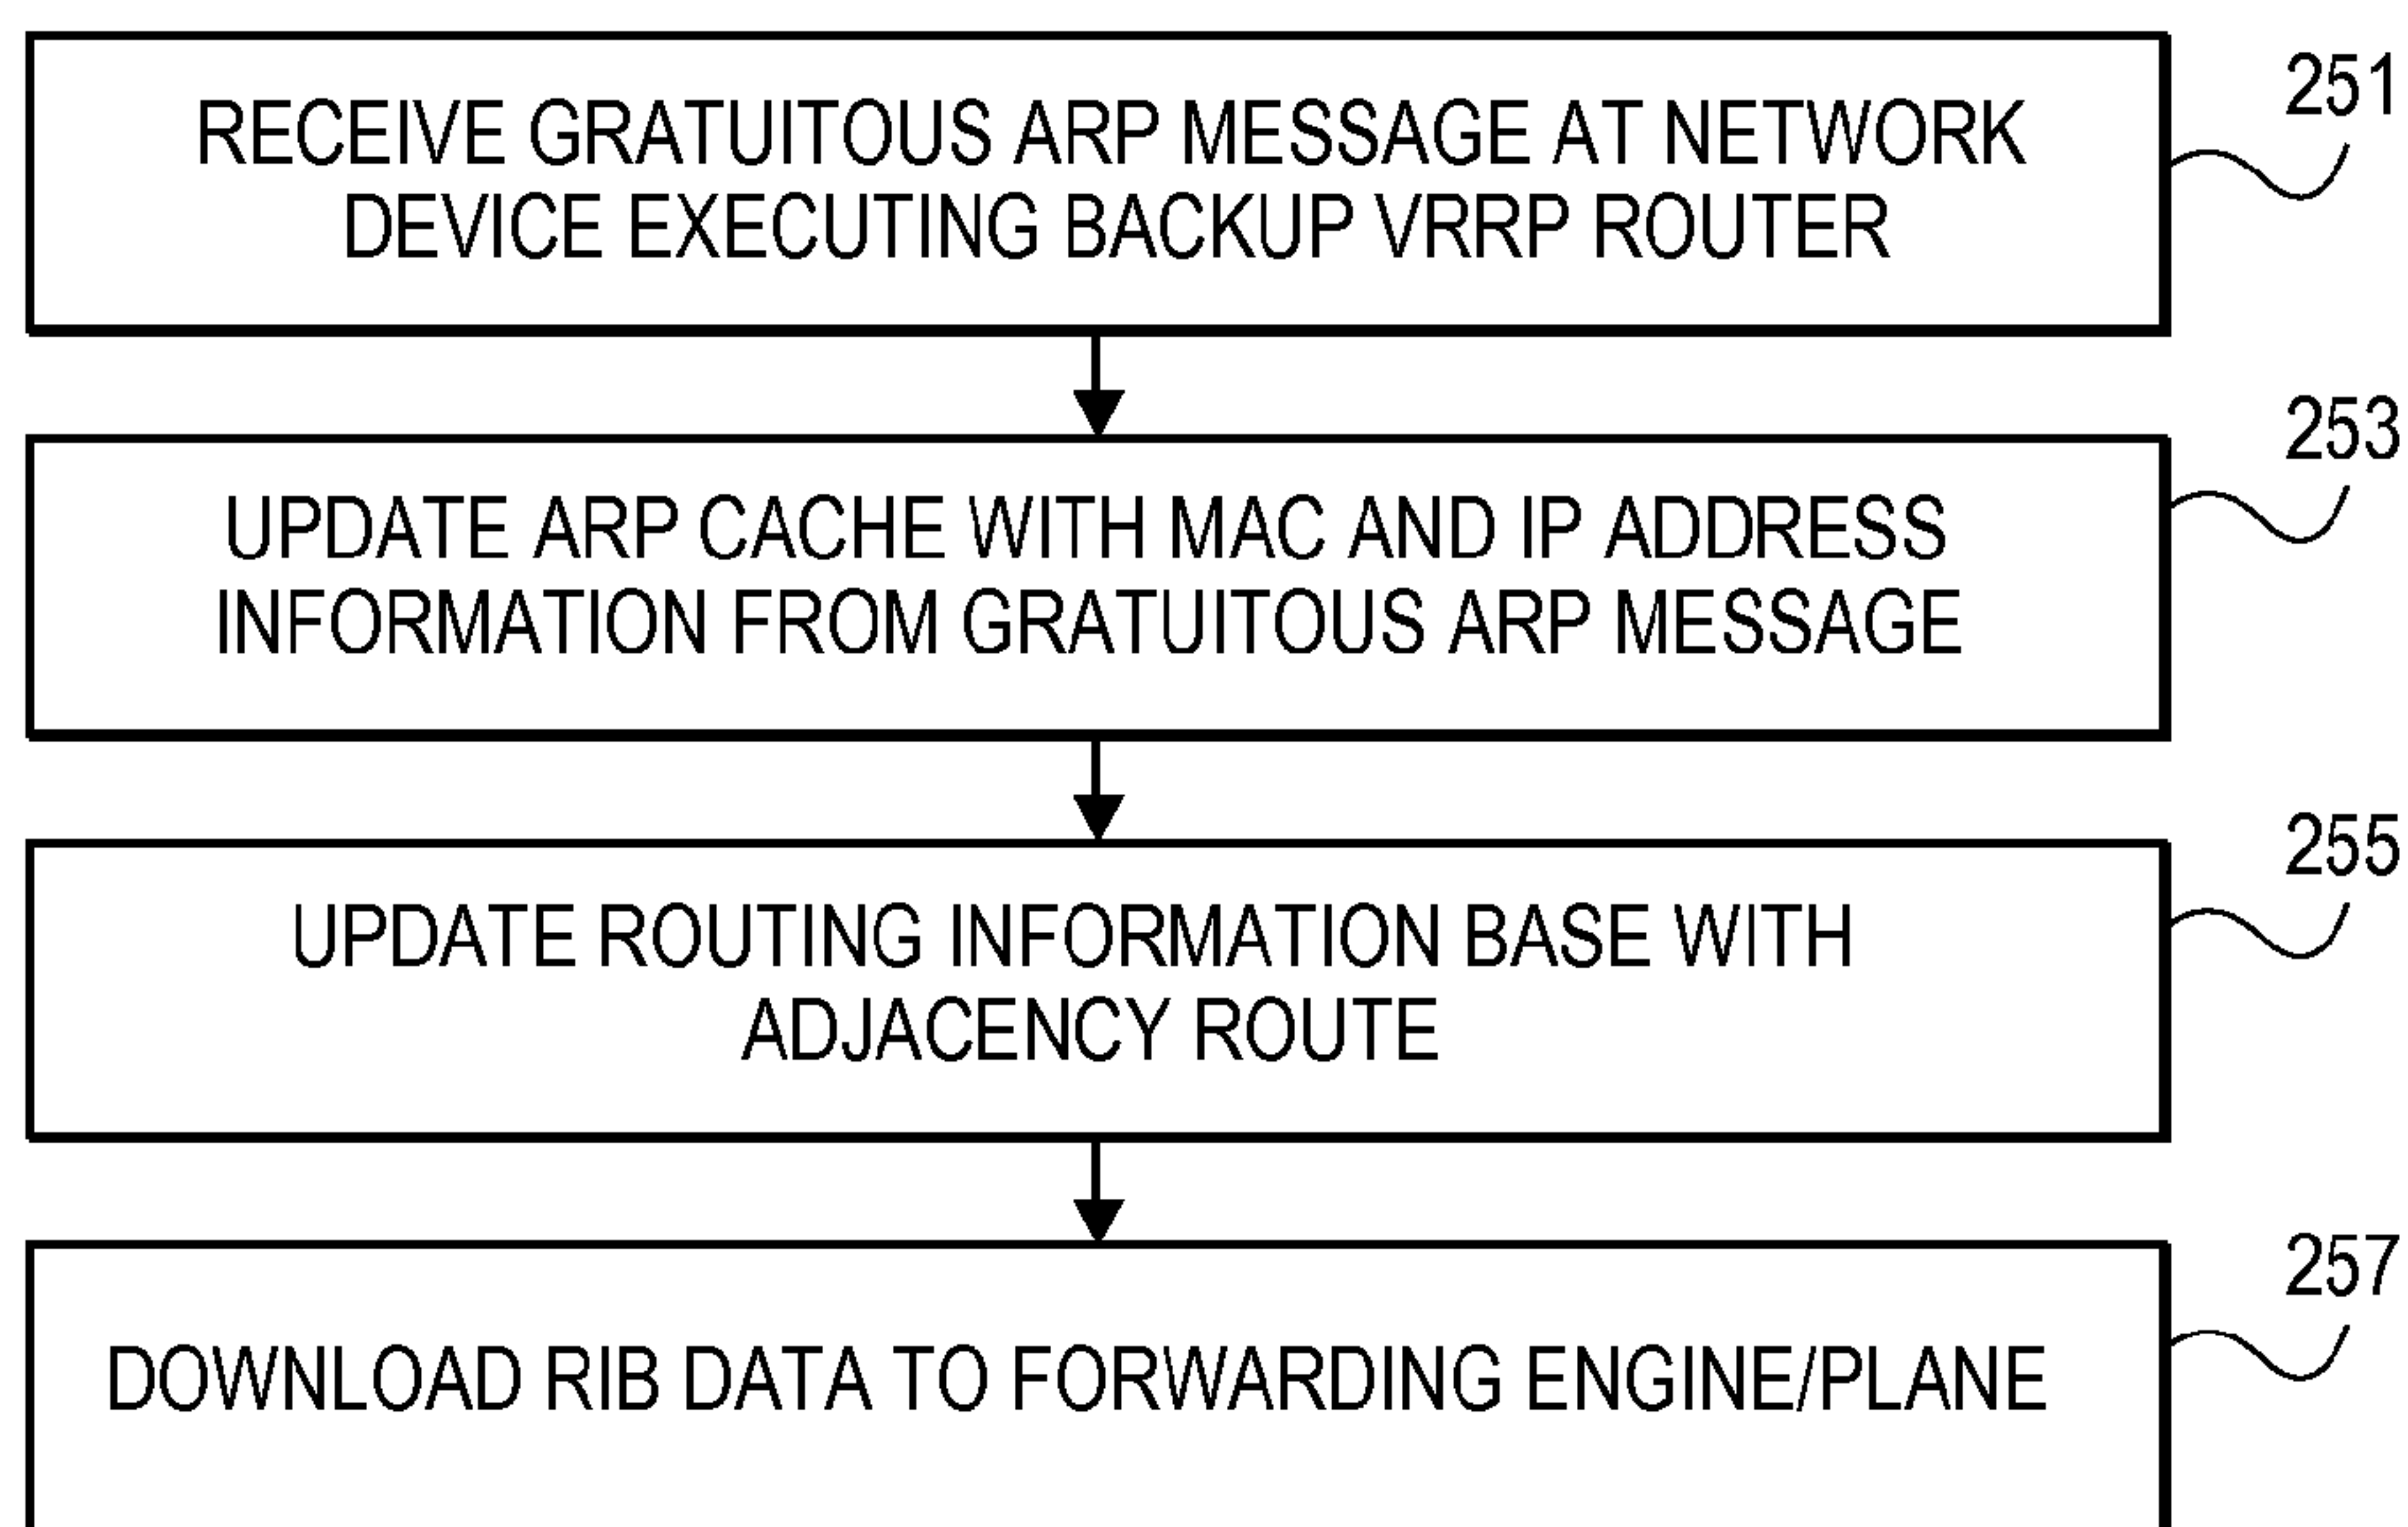 RECEIVE GRATUITOUS ARP MESSAGE AT NETWORK
DEVICE EXECUTING BACKUP VRRP ROUTER
251
UPDATE ARP CACHE WITH MAC AND IP ADDRESS
INFORMATION FROM GRATUITOUS ARP MESSAGE
253
UPDATE ROUTING INFORMATION BASE WITH
ADJACENCY ROUTE
255
DOWNLOAD RIB DATA TO FORWARDING ENGINE/PLANE
257